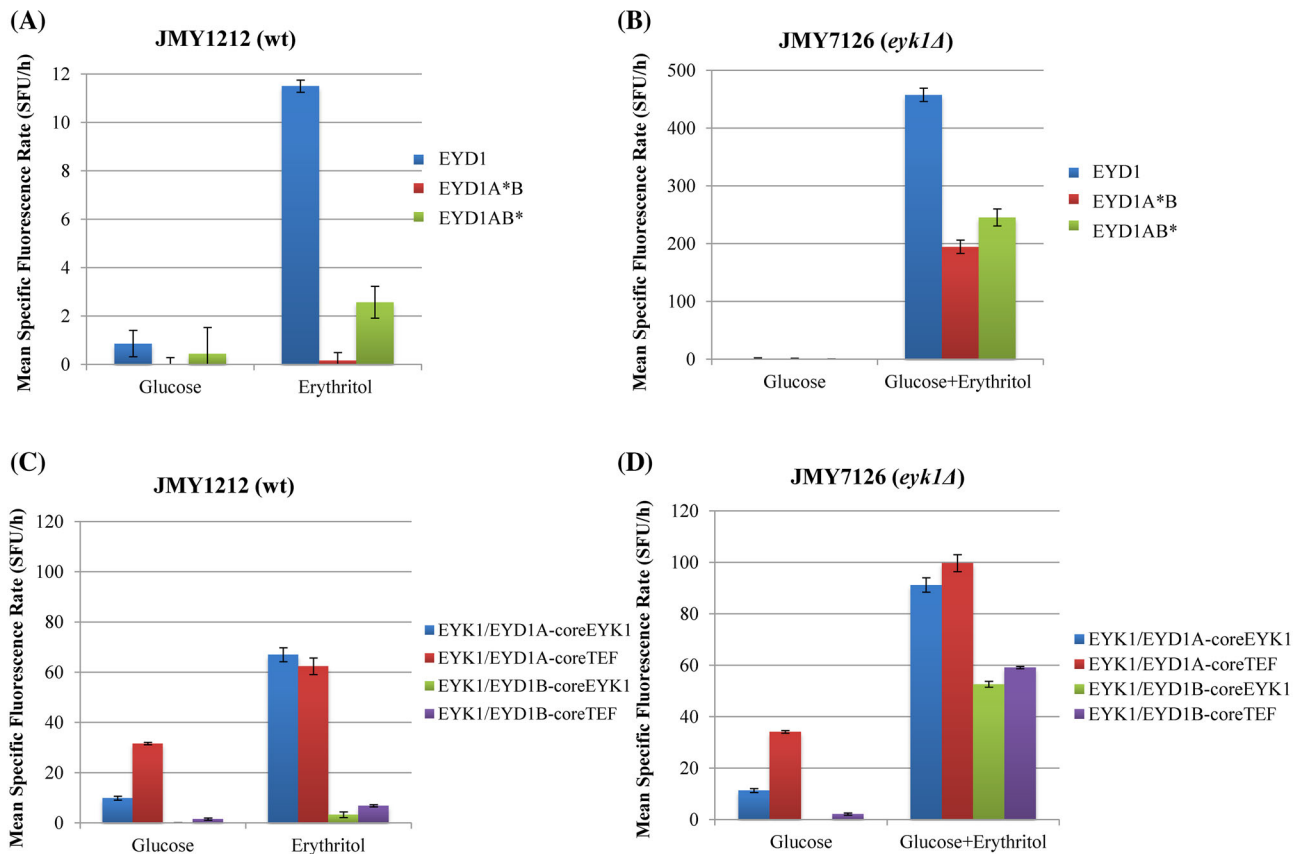 (A)
JMY1212 (wt)
Mean Specific Fluorescence Rate (SFU/h)
12
10
8
6
4
2
0
Glucose
Erythritol
EYD1
EYD1A*B
EYD1AB*
(B)
JMY7126 (eyk1Δ)
Mean Specific Fluorescence Rate (SFU/h)
500
400
300
200
100
0
Glucose
Glucose+Erythritol
EYD1
EYD1A*B
EYD1AB*
(C)
JMY1212 (wt)
Mean Specific Fluorescence Rate (SFU/h)
120
100
80
60
40
20
0
Glucose
Erythritol
EYK1/EYD1A-coreEYK1
EYK1/EYD1A-coreTEF
EYK1/EYD1B-coreEYK1
EYK1/EYD1B-coreTEF
(D)
JMY7126 (eyk1Δ)
Mean Specific Fluorescence Rate (SFU/h)
120
100
80
60
40
20
0
Glucose
Glucose+Erythritol
EYK1/EYD1A-coreEYK1
EYK1/EYD1A-coreTEF
EYK1/EYD1B-coreEYK1
EYK1/EYD1B-coreTEF